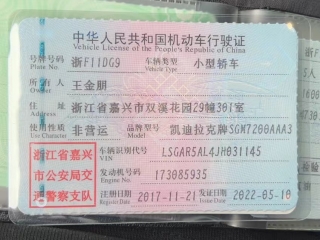 中华人民共和国机动车行驶证
Vehicle License of the People's Republic of China
号牌号码 浙F11DG9 车辆类型 小型轿车
Plate No. Vehicle Type
所有人 王金朋
Owner
住址 浙江省嘉兴市双溪花园29幢301室
Address
使用性质 非营运 品牌型号 凯迪拉克牌SGM7200AAA3
Use Character Model
浙江省嘉兴
市公安局交
通警察支队
车辆识别代号 LSGAR5AL4JH031145
VIN
发动机号码 173085935
Engine No.
注册日期 2017-11-21 发证日期 2022-05-10
Register Date Issue Date